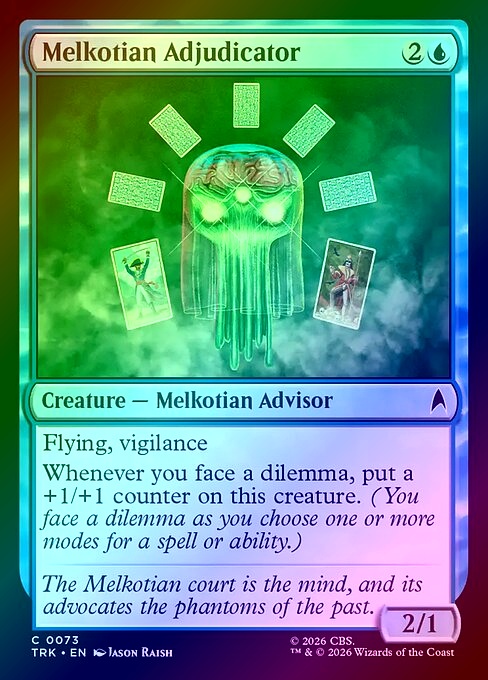 Melkotian Adjudicator 2
Creature — Melkotian Advisor
Flying, vigilance
Whenever you face a dilemma, put a
+1/+1 counter on this creature. (You
face a dilemma as you choose one or more
modes for a spell or ability.)
The Melkotian court is the mind, and its
advocates the phantoms of the past.
2/1
C 0073
TRK • EN Jason Raish
© 2026 CBS.
™ & © 2026 Wizards of the Coast